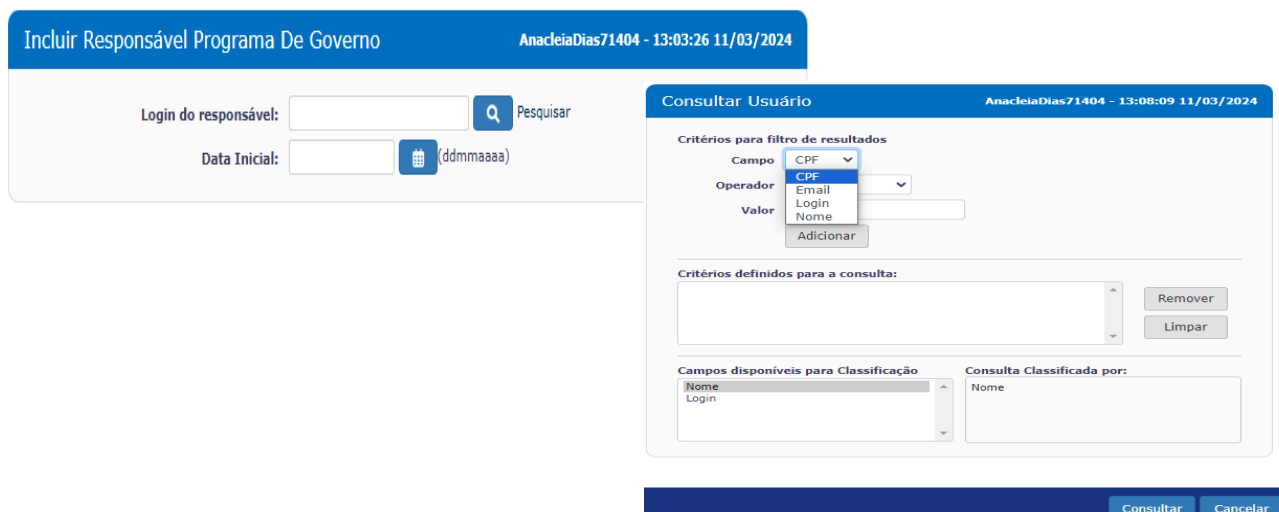 Incluir Responsável Programa De Governo AnacleiaDias71404 - 13:03:26 11/03/2024
Login do responsável: Pesquisar
Data Inicial: (ddmmaaaa)
Consultar Usuário AnacleiaDias71404 - 13:08:09 11/03/2024
Critérios para filtro de resultados
Campo CPF
CPF
Email
Login
Nome
Operador
Valor
Adicionar
Critérios definidos para a consulta:
Remover
Limpar
Campos disponíveis para Classificação
Nome
Login
Consulta Classificada por:
Nome
Consultar Cancelar